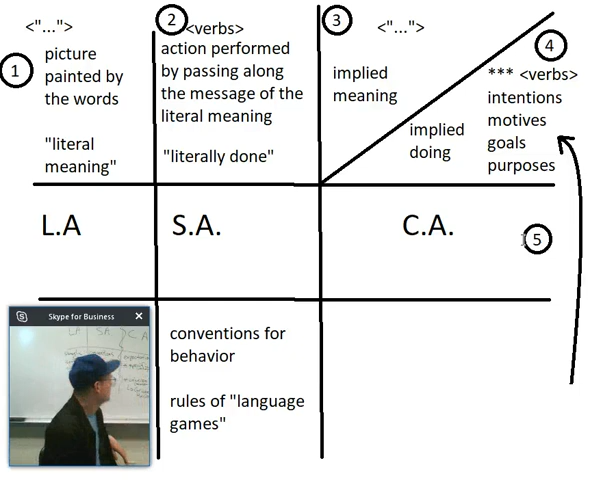 <"...">
1
picture
painted by
the words
"literal
meaning"
2
<verbs>
action performed
by passing along
the message of the
literal meaning
"literally done"
3
<"...">
implied
meaning
implied
doing
4
*** <verbs>
intentions
motives
goals
purposes
L.A
S.A.
C.A.
5
Skype for Business
LA SA C.A.
conventions for
behavior
rules of "language
games"